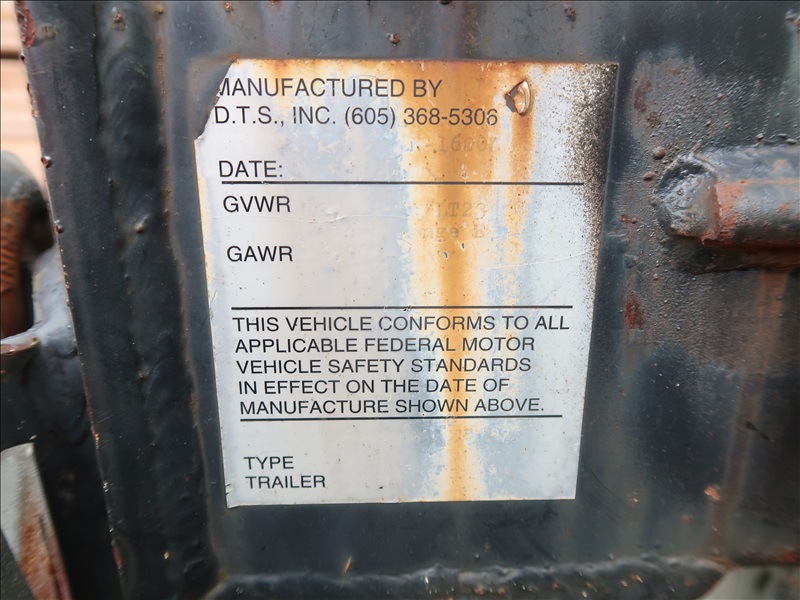 MANUFACTURED BY
D.T.S., INC. (605) 368-5306
DATE:
GVWR
GAWR
THIS VEHICLE CONFORMS TO ALL
APPLICABLE FEDERAL MOTOR
VEHICLE SAFETY STANDARDS
IN EFFECT ON THE DATE OF
MANUFACTURE SHOWN ABOVE.
TYPE
TRAILER